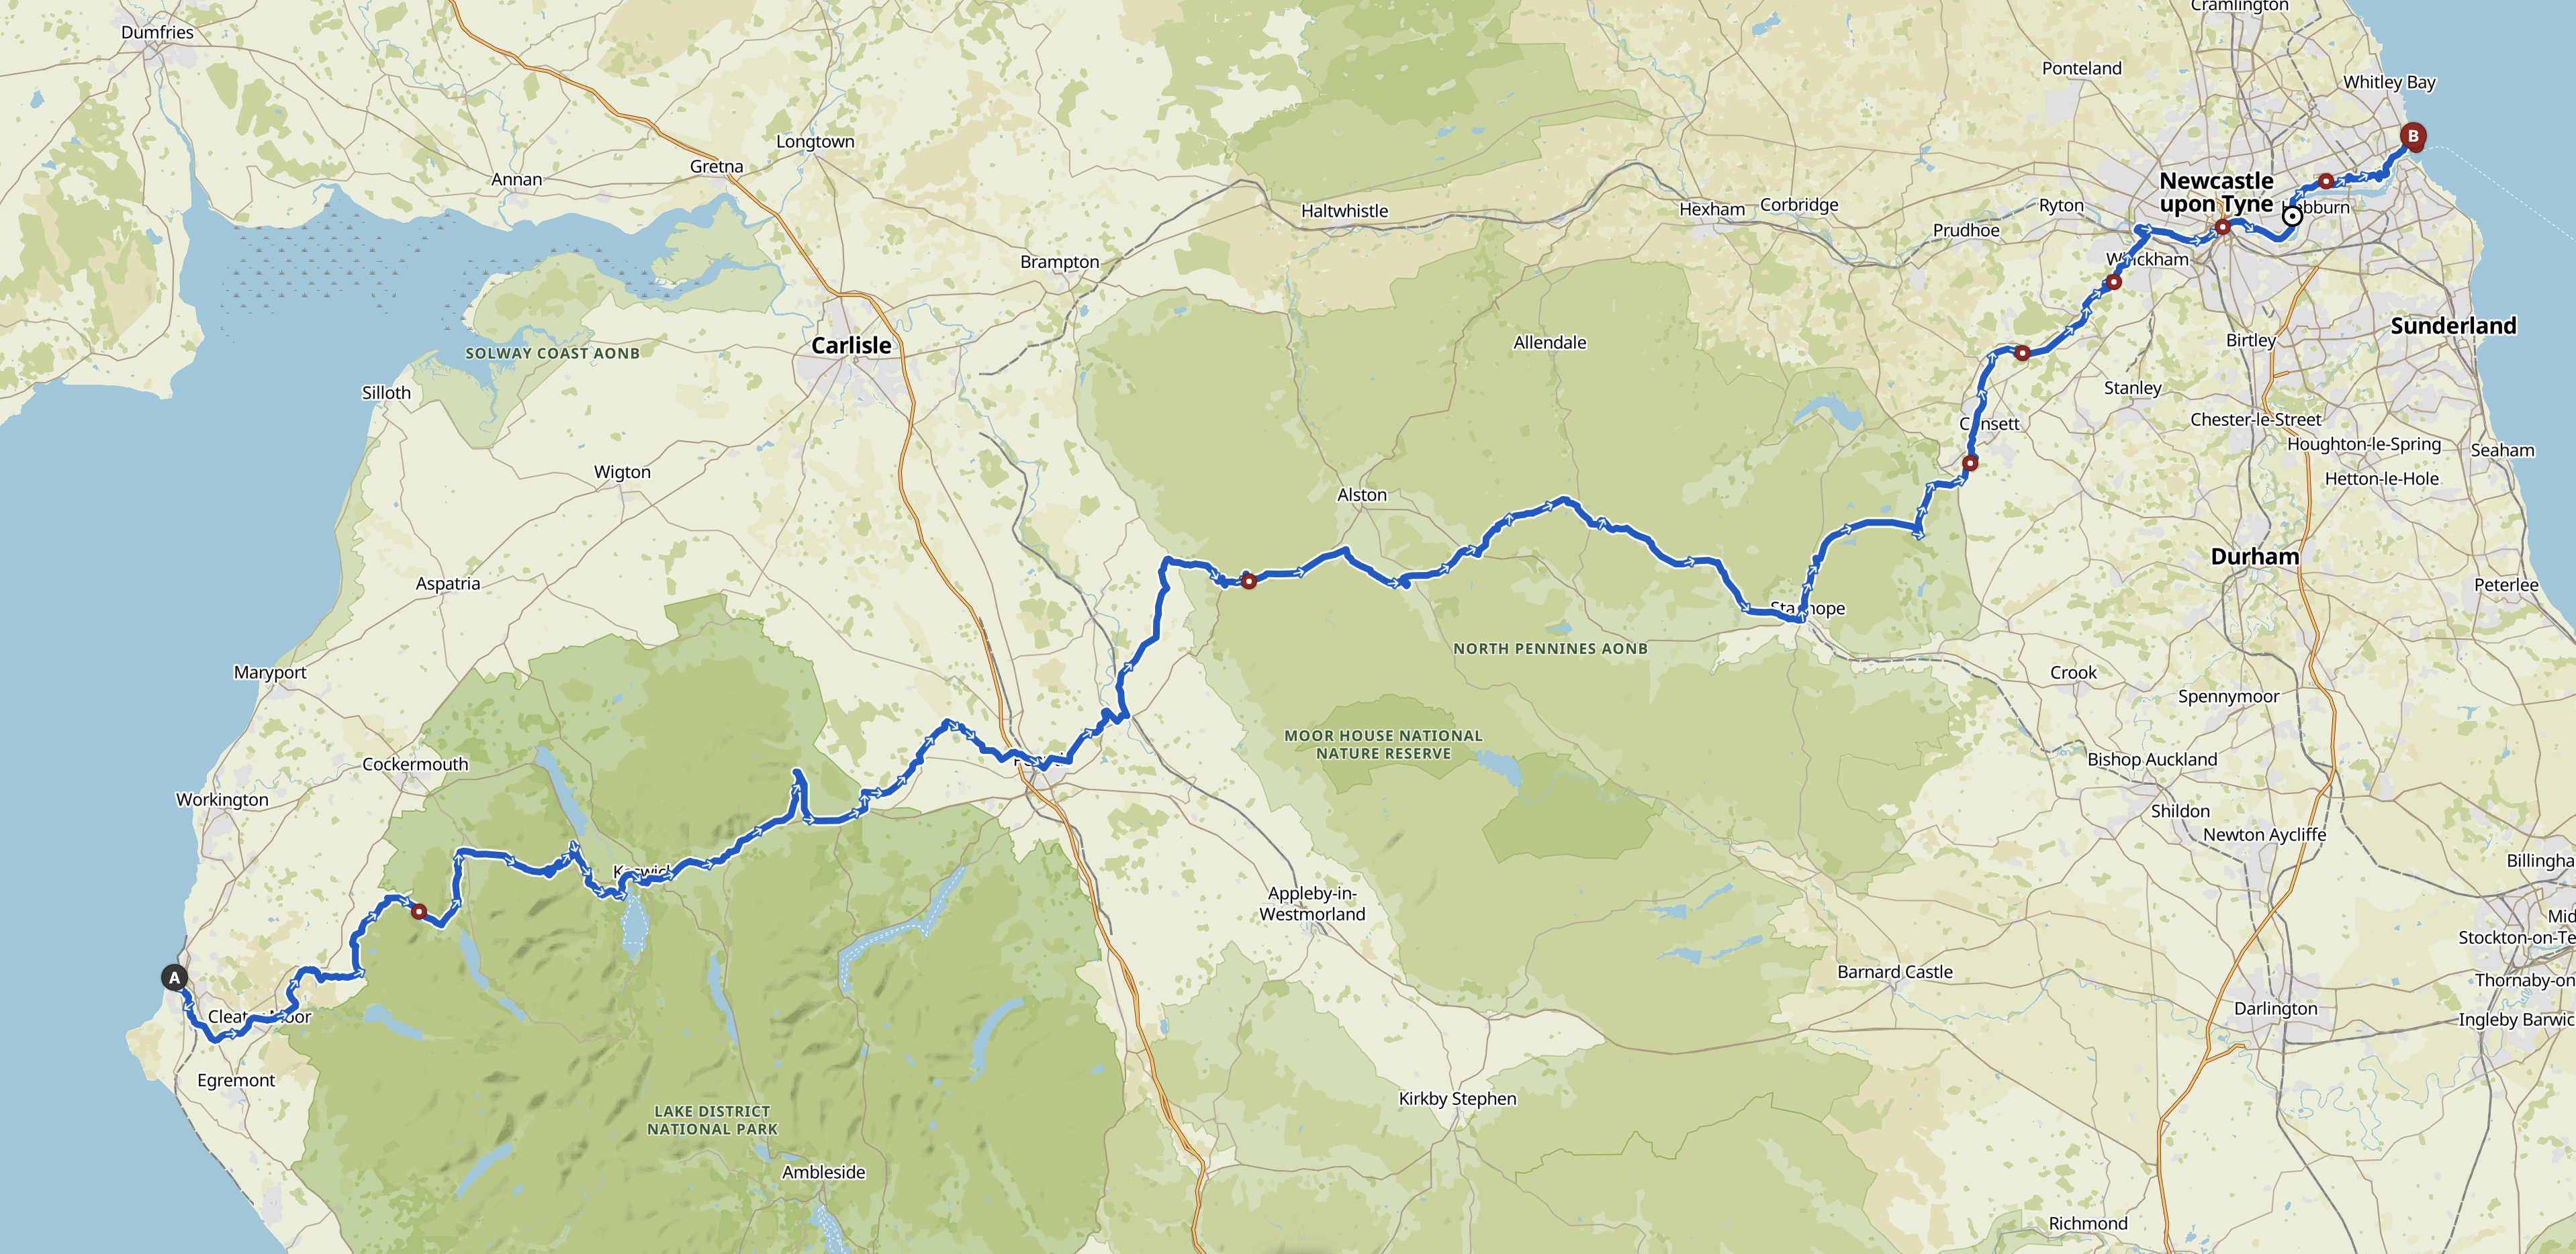 Cramlington
Dumfries
Ponteland
Whitley Bay
Longtown
Gretna
Annan
B
Newcastle
upon Tyne
Haltwhistle
Hexham
Corbridge
Ryton
Prudhoe
Brampton
Sunderland
Birtley
Allendale
Carlisle
SOLWAY COAST AONB
Silloth
Stanley
Chester-le-Street
Houghton-le-Spring
Seaham
Hetton-le-Hole
Wigton
Alston
Durham
Aspatria
Peterlee
NORTH PENNINES AONB
Maryport
Crook
Spennymoor
MOOR HOUSE NATIONAL
NATURE RESERVE
Cockermouth
Bishop Auckland
Workington
Shildon
Newton Aycliffe
Appleby-in-
Westmorland
Stockton-on-Te
Barnard Castle
Thornaby-on
A
Darlington
Ingleby Barwic
Egremont
Kirkby Stephen
LAKE DISTRICT
NATIONAL PARK
Ambleside
Richmond
Billingha
Mid